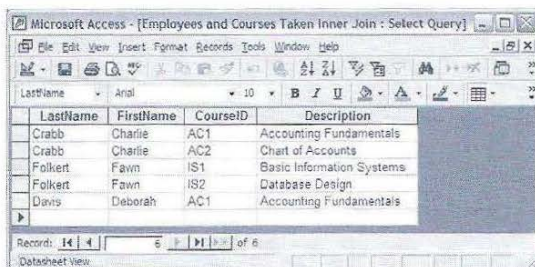 Microsoft Access - [Employees and Courses Taken Inner Join : Select Query]
File Edit View Insert Format Records Tools Window Help
LastName Arial 10 B I U A
LastName FirstName CourseID Description
Crabb Charlie AC1 Accounting Fundamentals
Crabb Charlie AC2 Chart of Accounts
Folkert Fawn IS1 Basic Information Systems
Folkert Fawn IS2 Database Design
Davis Deborah AC1 Accounting Fundamentals
Record: 6 of 6
Datasheet View